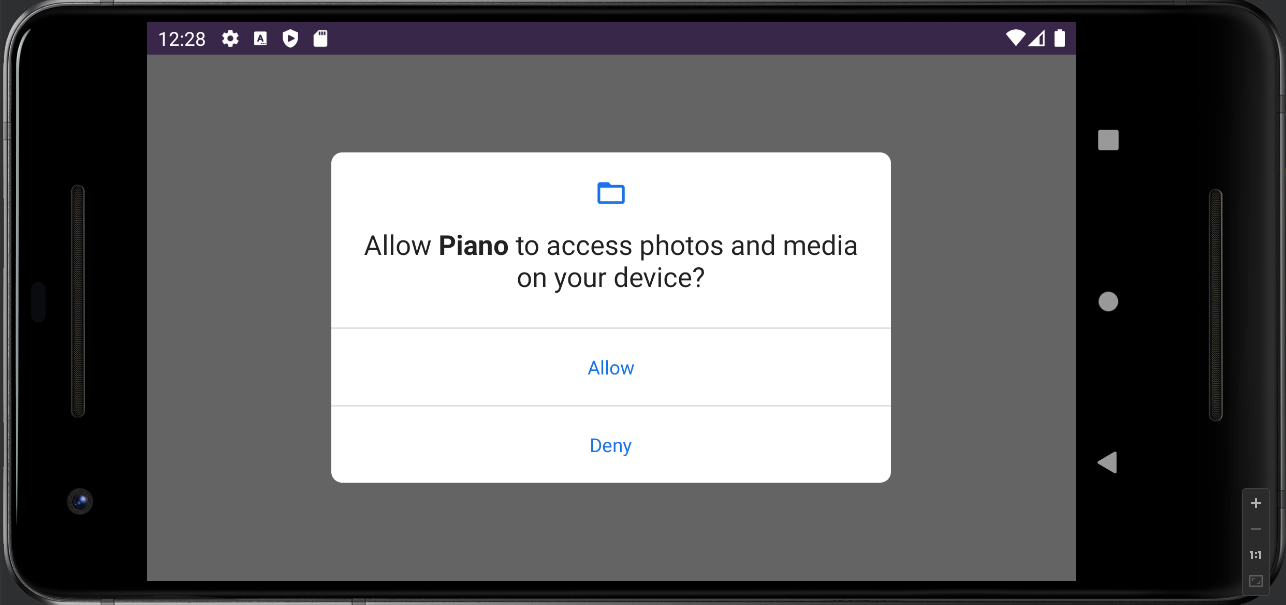 12:28
Allow Piano to access photos and media
on your device?
Allow
Deny
1:1